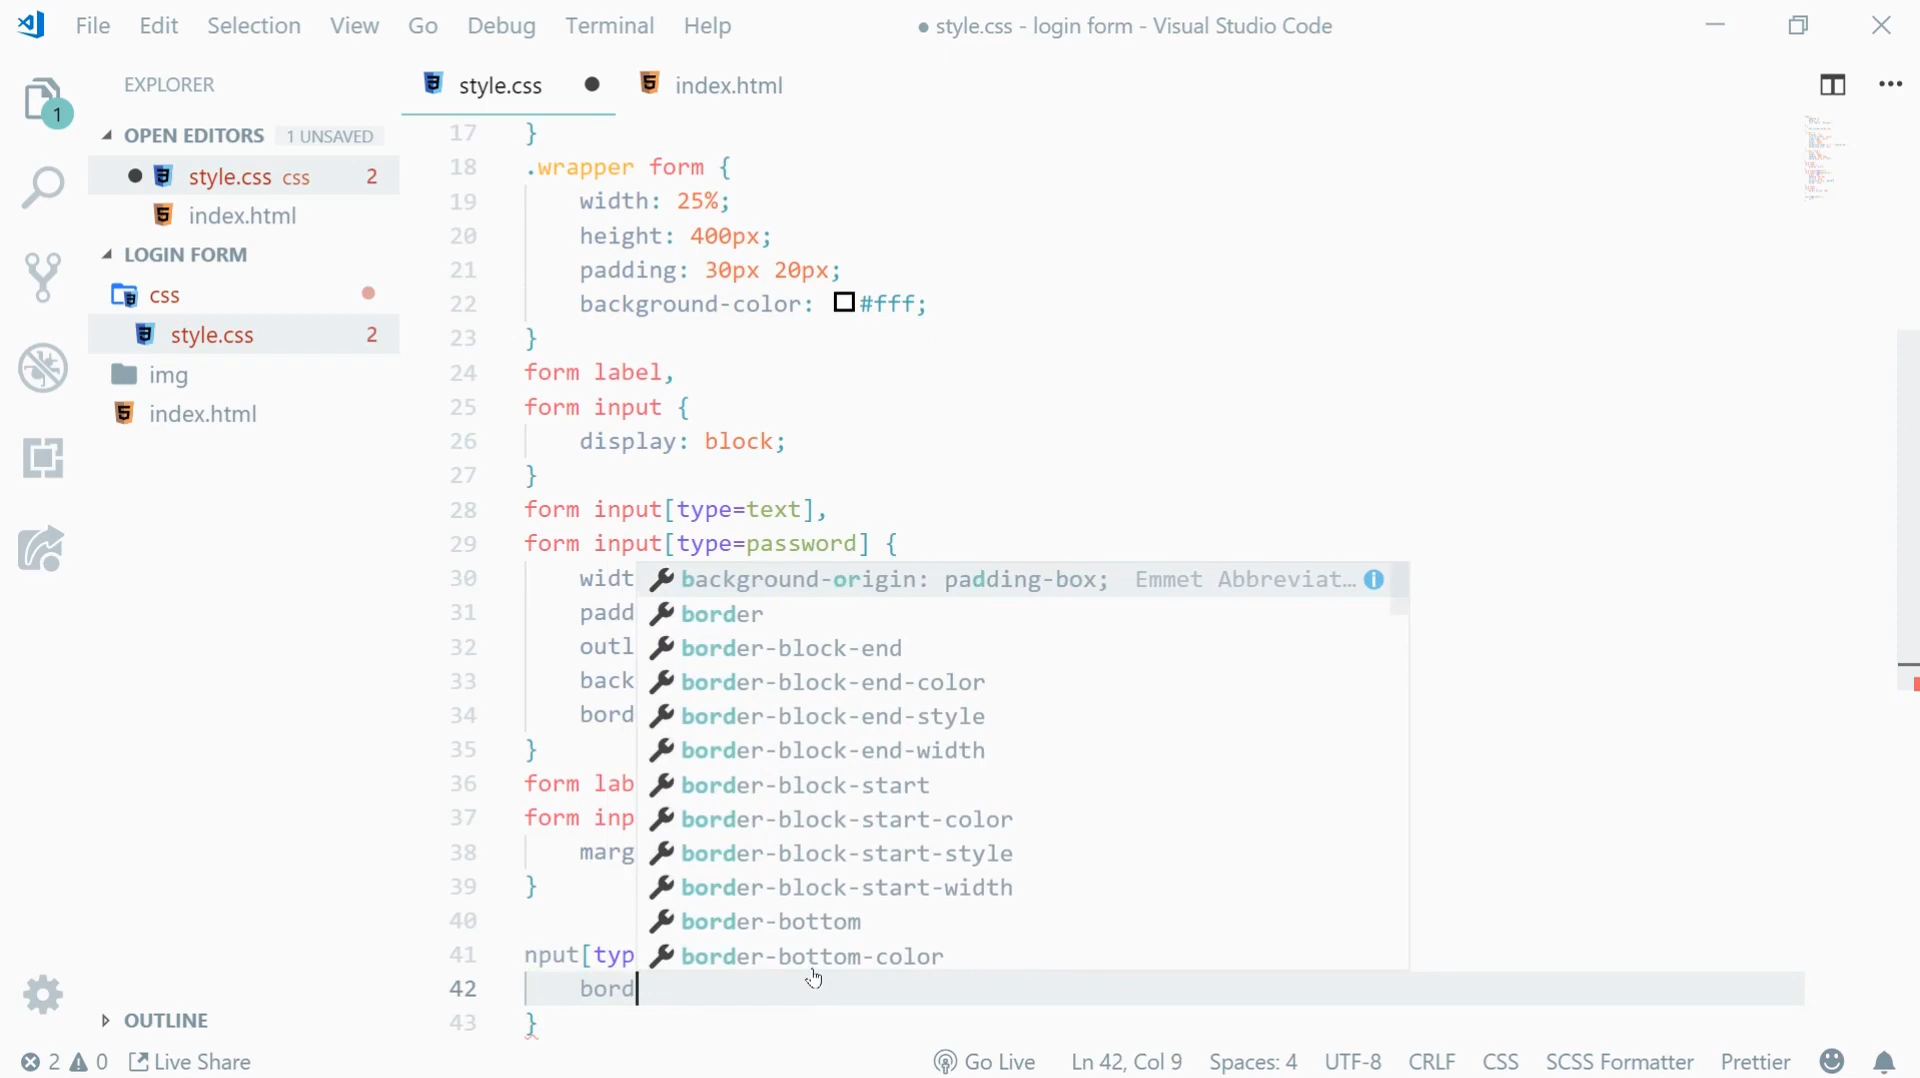 File Edit Selection View Go Debug Terminal Help ● style.css - login form - Visual Studio Code
EXPLORER
style.css ●
index.html
OPEN EDITORS 1 UNSAVED
style.css css 2
index.html
LOGIN FORM
css
style.css 2
img
index.html
OUTLINE
1
17 }
18 .wrapper form {
19 width: 25%;
20 height: 400px;
21 padding: 30px 20px;
22 background-color: #fff;
23 }
24 form label,
25 form input {
26 display: block;
27 }
28 form input[type=text],
29 form input[type=password] {
30 widt
31 padd
32 outl
33 back
34 bord
35 }
36 form lab
37 form inp
38 marg
39 }
40
41 nput[typ
42 bord
43 }
background-origin: padding-box; Emmet Abbreviat…
border
border-block-end
border-block-end-color
border-block-end-style
border-block-end-width
border-block-start
border-block-start-color
border-block-start-style
border-block-start-width
border-bottom
border-bottom-color
2 0 Live Share Go Live Ln 42, Col 9 Spaces: 4 UTF-8 CRLF CSS SCSS Formatter Prettier